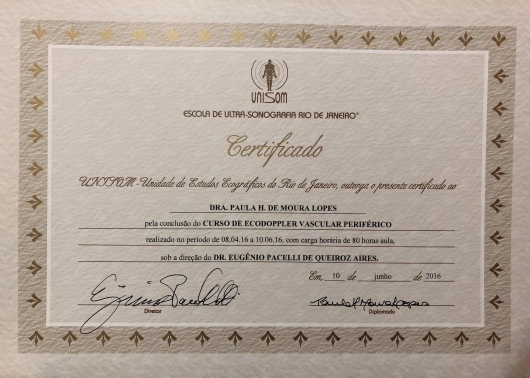 UNISOM
ESCOLA DE ULTRA-SONOGRAFIA RIO DE JANEIRO®
Certificado
UNISOM - Unidade de Estudos Ecográficos do Rio de Janeiro, outorga o presente certificado ao
DRA. PAULA H. DE MOURA LOPES
pela conclusão do CURSO DE ECODOPPLER VASCULAR PERIFÉRICO
realizado no período de 08.04.16 a 10.06.16, com carga horária de 80 horas aula,
sob a direção do DR. EUGÊNIO PACELLI DE QUEIROZ AIRES.
Em, 10 de junho de 2016
Diretor
Diplomado